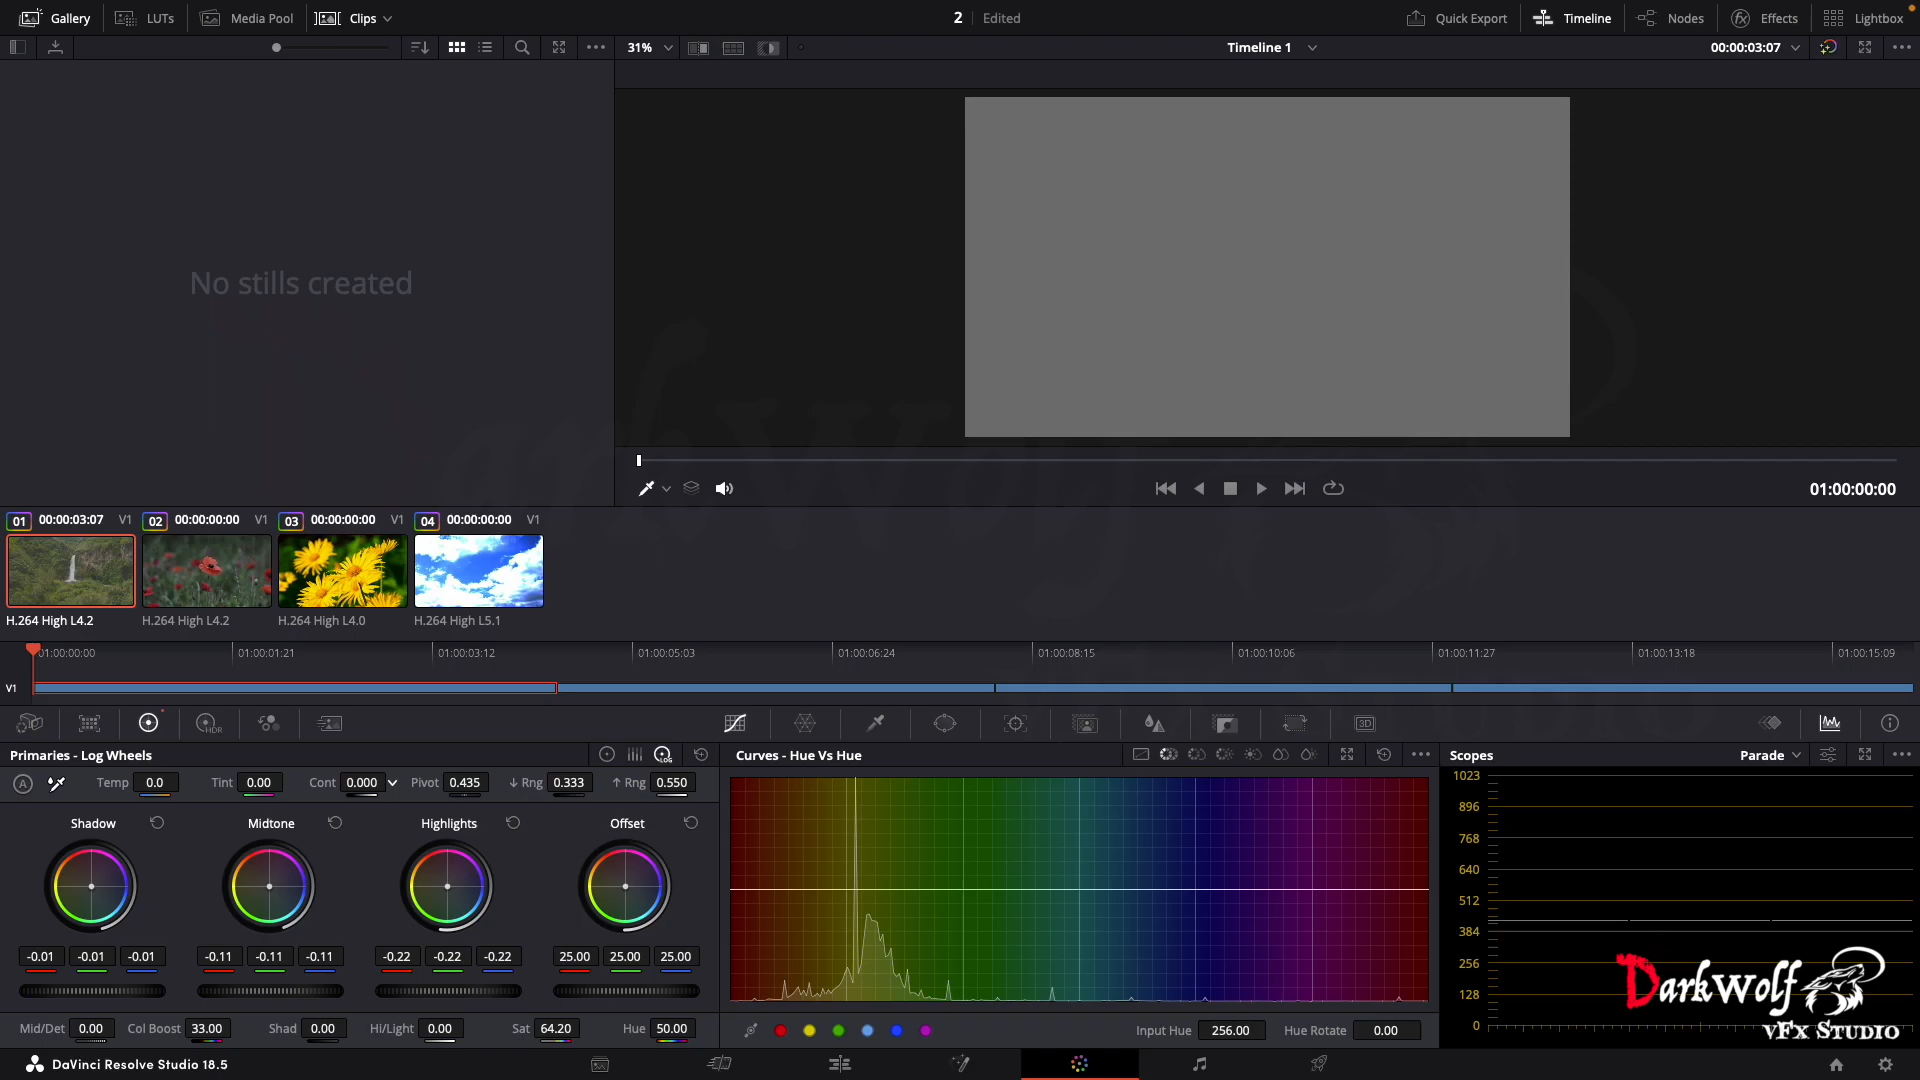 Gallery LUTs Media Pool Clips 2 Edited Quick Export Timeline Nodes Effects Lightbox
31% Timeline 1 00:00:03:07
No stills created
01:00:00:00
01 00:00:03:07 V1 02 00:00:00:00 V1 03 00:00:00:00 V1 04 00:00:00:00 V1
H.264 High L4.2 H.264 High L4.2 H.264 High L4.0 H.264 High L5.1
01:00:00:00 01:00:01:21 01:00:03:12 01:00:05:03 01:00:06:24 01:00:08:15 01:00:10:06 01:00:11:27 01:00:13:18 01:00:15:09
V1
HDR 3D
Primaries - Log Wheels LOG Curves - Hue Vs Hue Scopes Parade
A Temp 0.0 Tint 0.00 Cont 0.000 Pivot 0.435 ↓ Rng 0.333 ↑ Rng 0.550
Shadow Midtone Highlights Offset
-0.01 -0.01 -0.01 -0.11 -0.11 -0.11 -0.22 -0.22 -0.22 25.00 25.00 25.00
Mid/Det 0.00 Col Boost 33.00 Shad 0.00 Hi/Light 0.00 Sat 64.20 Hue 50.00
Input Hue 256.00 Hue Rotate 0.00
1023
896
768
640
512
384
256
128
0
DarkWolf
vFx Studio
DaVinci Resolve Studio 18.5